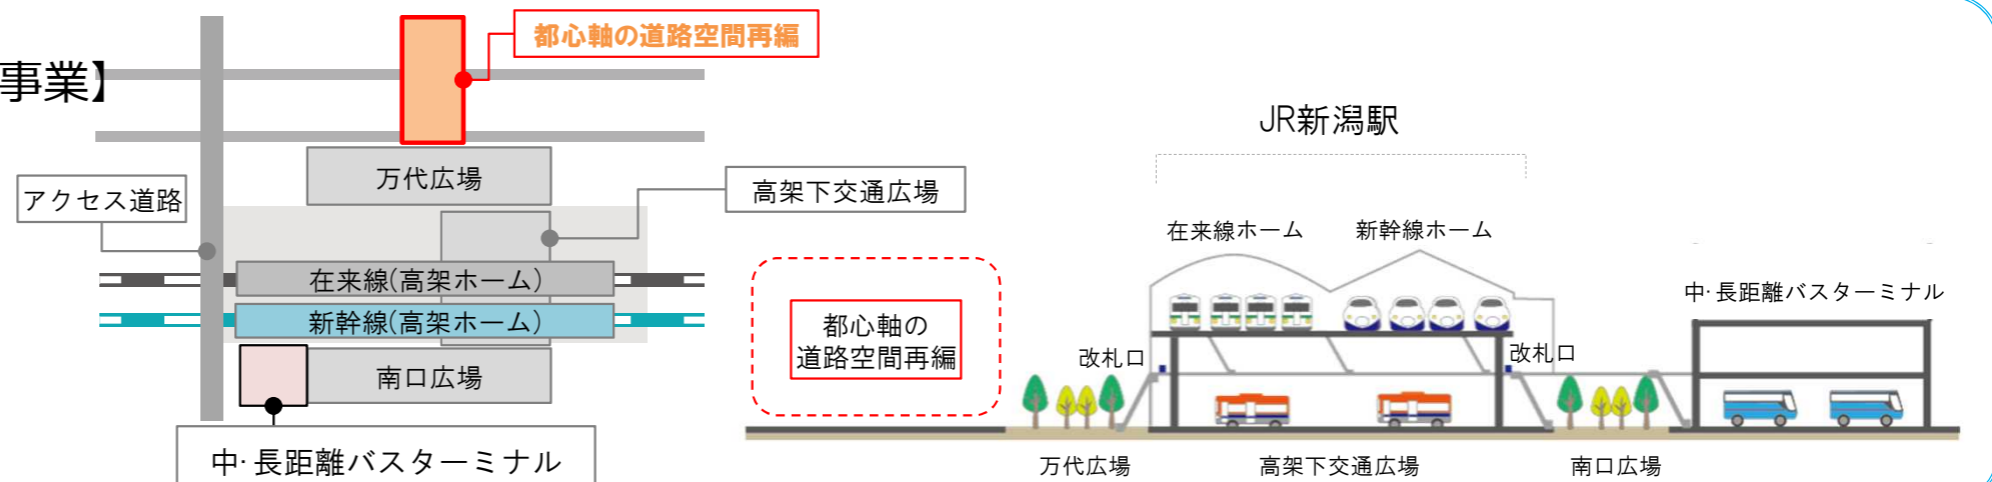 事業】
都心軸の道路空間再編
万代広場
アクセス道路
高架下交通広場
在来線(高架ホーム)
新幹線(高架ホーム)
南口広場
中・長距離バスターミナル
JR新潟駅
在来線ホーム
新幹線ホーム
中・長距離バスターミナル
都心軸の
道路空間再編
改札口
改札口
万代広場
高架下交通広場
南口広場